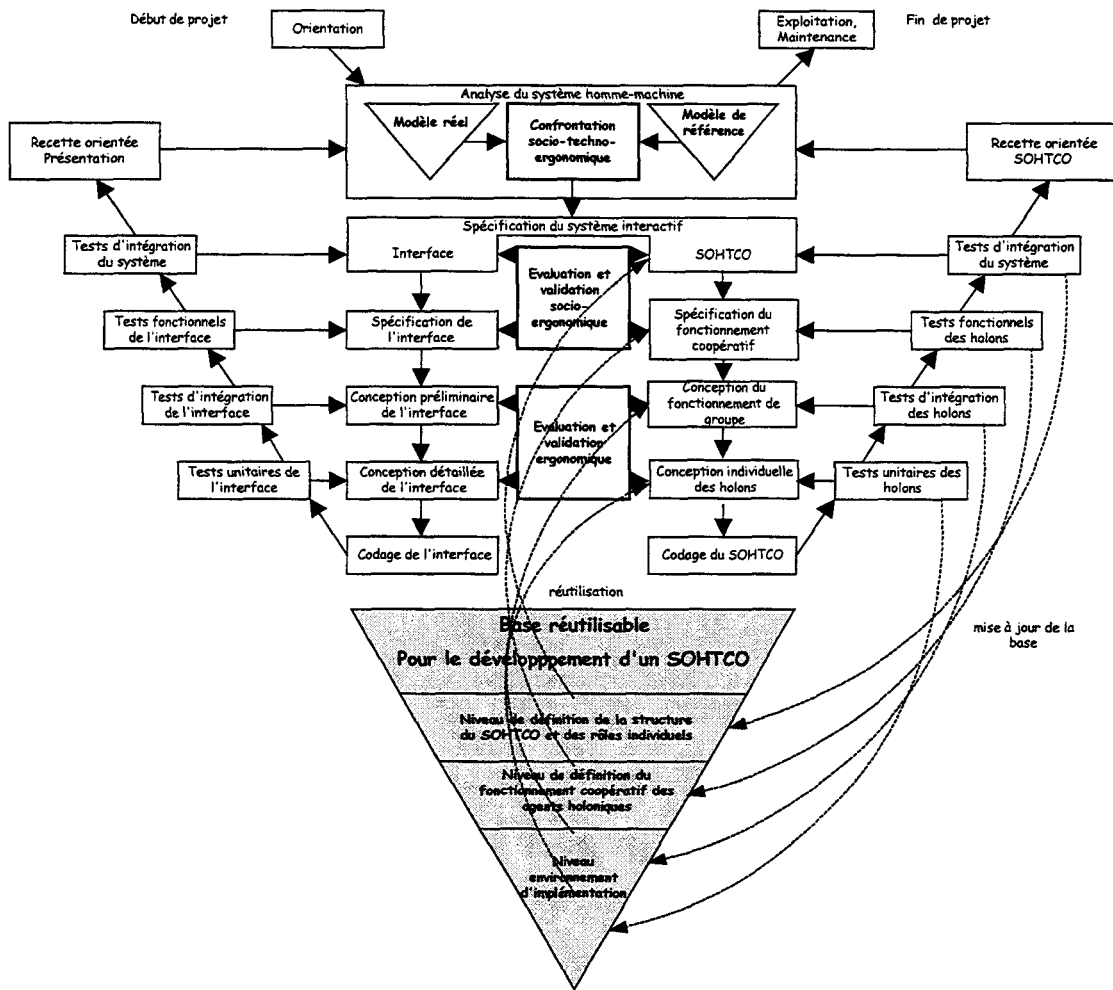 Début de projet
Orientation
Exploitation,
Maintenance
Fin de projet
Analyse du système homme-machine
Modèle réel
Confrontation
socio-techno-
ergonomique
Modèle de
référence
Recette orientée
Présentation
Recette orientée
SOHTCO
Spécification du système interactif
Interface
SOHTCO
Evaluation et
validation
socio-
ergonomique
Tests d'intégration
du système
Tests d'intégration
du système
Tests fonctionnels
de l'interface
Spécification de
l'interface
Spécification du
fonctionnement
coopératif
Tests fonctionnels
des holons
Tests d'intégration
de l'interface
Conception préliminaire
de l'interface
Evaluation et
validation
ergonomique
Conception du
fonctionnement de
groupe
Tests d'intégration
des holons
Tests unitaires de
l'interface
Conception détaillée
de l'interface
Conception individuelle
des holons
Tests unitaires des
holons
Codage de l'interface
Codage du SOHTCO
réutilisation
mise à jour de la
base
Base réutilisable
Pour le développpement d'un SOHTCO
Niveau de définition de la structure
du SOHTCO et des rôles individuels
Niveau de définition du
fonctionnement coopératif des
agents holoniques
Niveau
environnement
d'implémentation